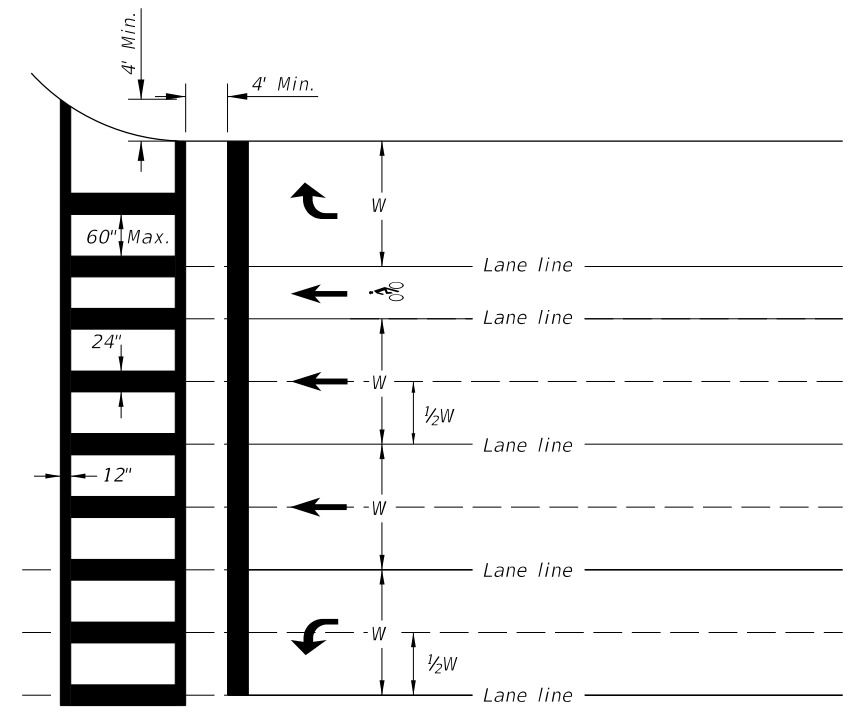 4' Min.
4' Min.
W
60" Max.
Lane line
Lane line
24"
W
½W
Lane line
12"
W
Lane line
W
½W
Lane line